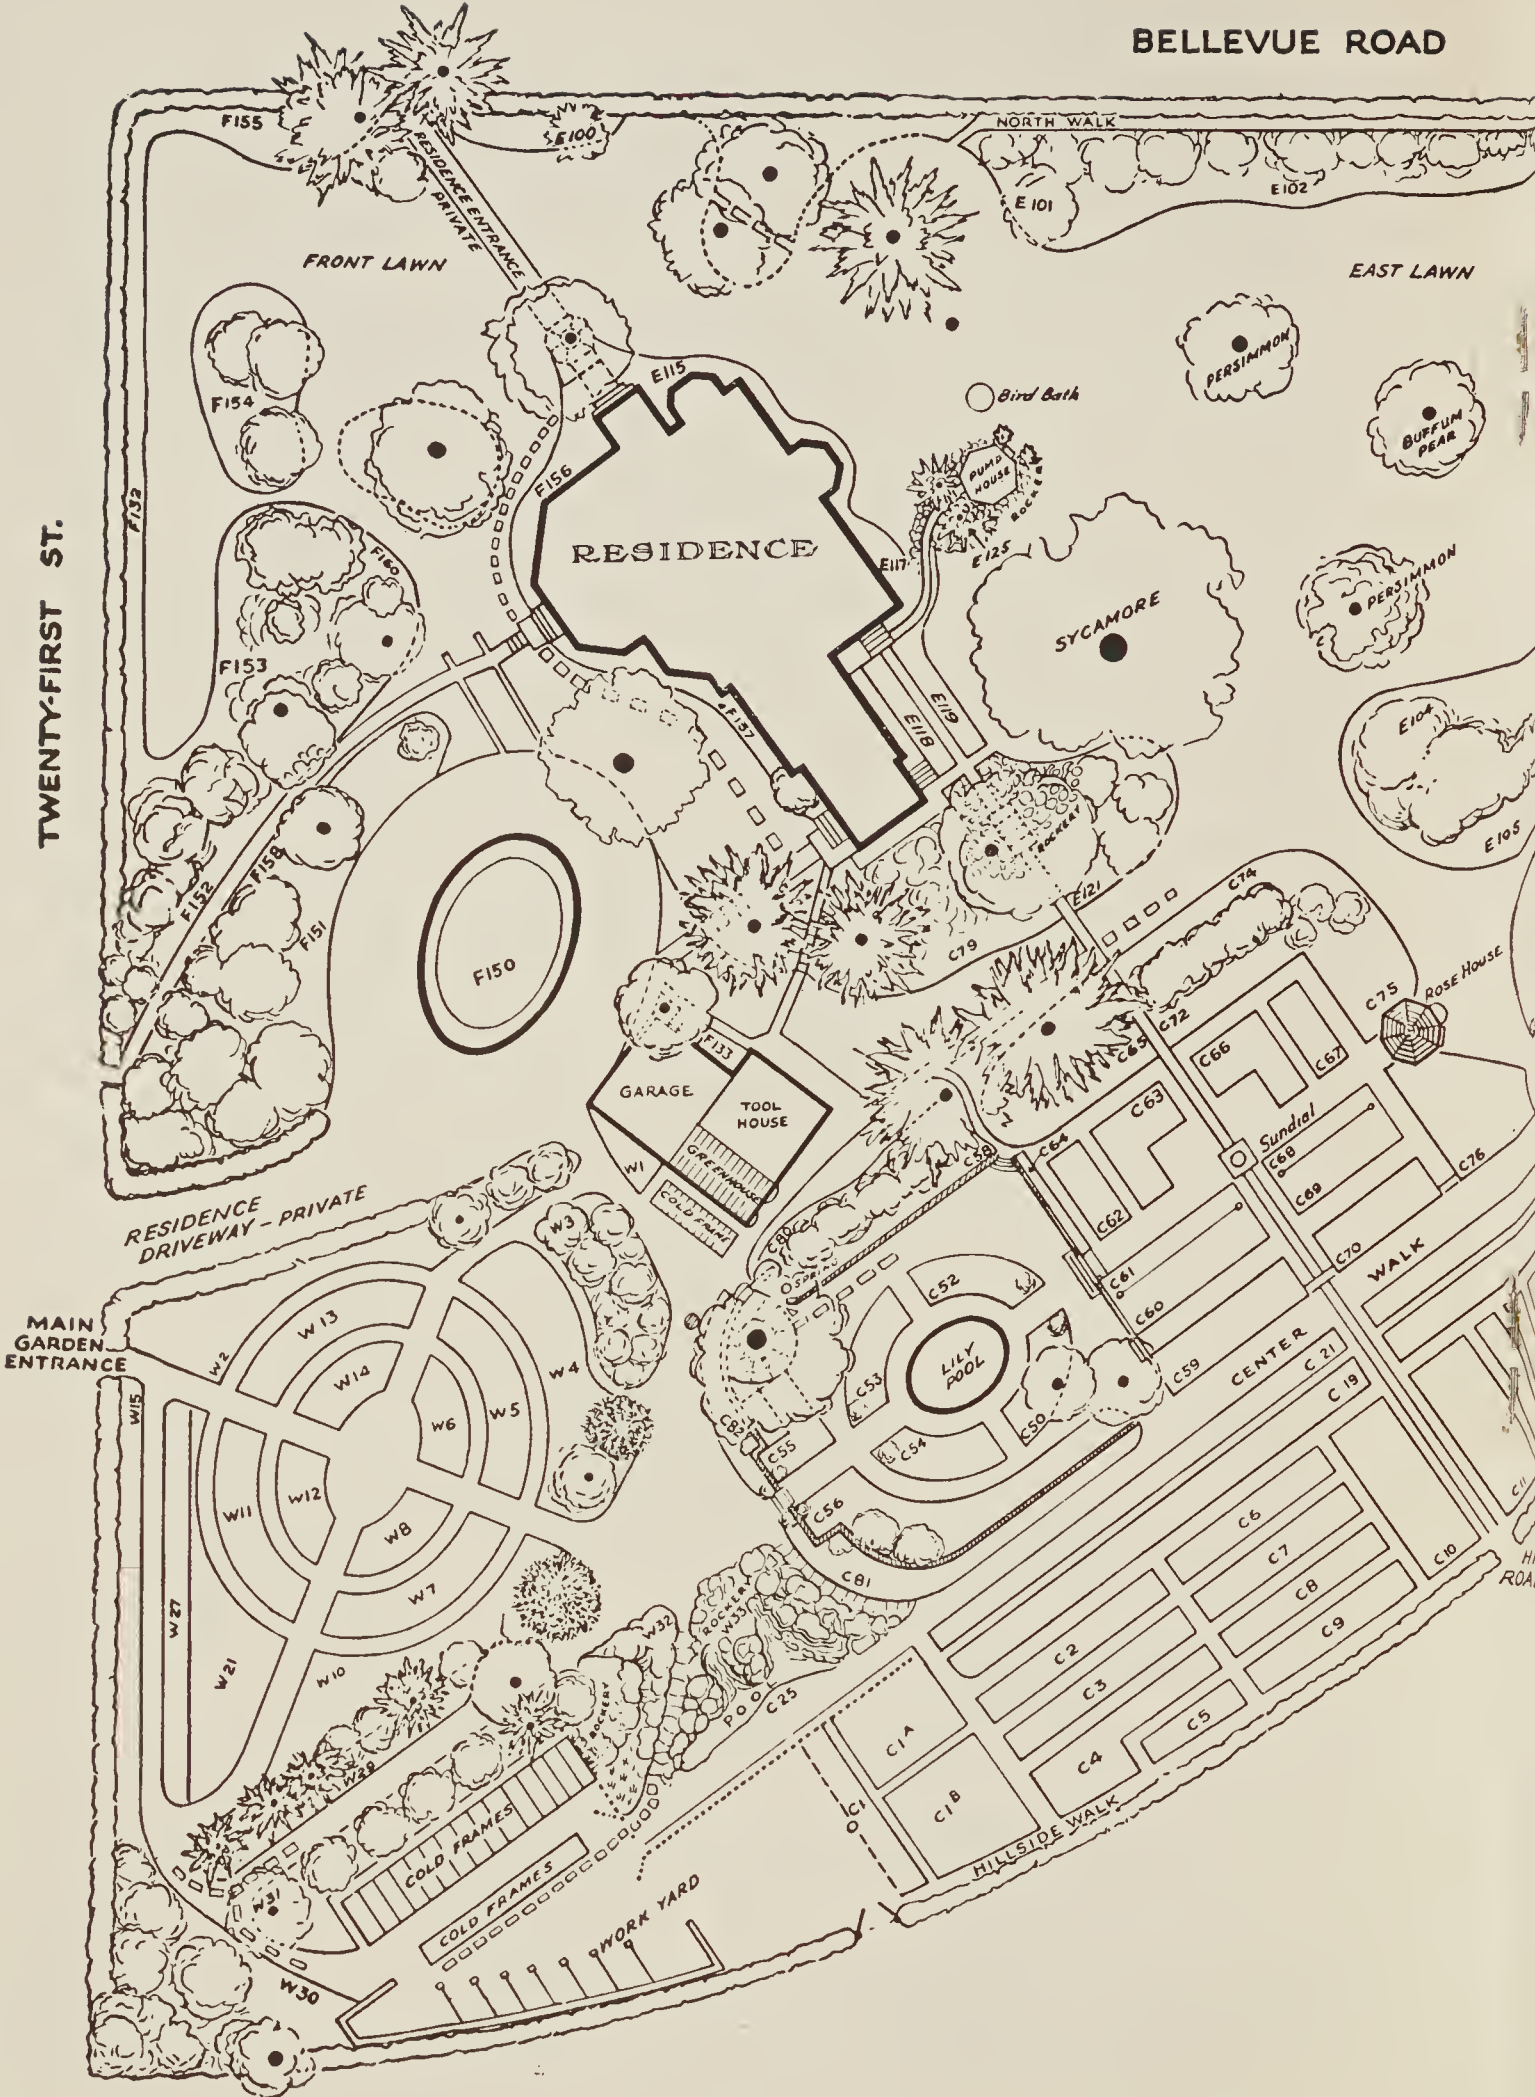 BELLEVUE ROAD
F155
E100
NORTH WALK
RESIDENCE ENTRANCE
PRIVATE
E102
E101
FRONT LAWN
EAST LAWN
PERSIMMON
E115
Bird Bath
F154
BUFFUM
PEAR
F132
F156
PUMP
HOUSE
ROCKERY
TWENTY-FIRST ST.
RESIDENCE
F160
E117
E125
PERSIMMON
SYCAMORE
F153
E119
F157
E118
E104
ROCKERY
E105
F158
F152
C74
E121
F151
C79
F150
ROSE HOUSE
C75
C72
F133
C65
C66
C67
GARAGE
TOOL
HOUSE
C63
Sundial
C64
C58
C68
C76
GREENHOUSE
W1
C69
COLD FRAME
C62
RESIDENCE
DRIVEWAY-PRIVATE
W3
C80
C70
WALK
SPRING
C61
C52
C60
MAIN
GARDEN
ENTRANCE
W13
W2
CENTER
C21
LILY
POOL
C59
W4
W14
C53
C19
W15
W5
W6
C82
C50
C54
C55
W12
W11
C56
C11
C6
W8
C7
C10
H
ROA
C81
W7
C8
ROCKERY
W33
W27
W32
C9
C2
W21
W10
C3
POOL
C25
ROCKERY
C5
C1A
W29
C4
C1B
C1
COLD FRAMES
HILLSIDE WALK
COLD FRAMES
W31
WORK YARD
W30